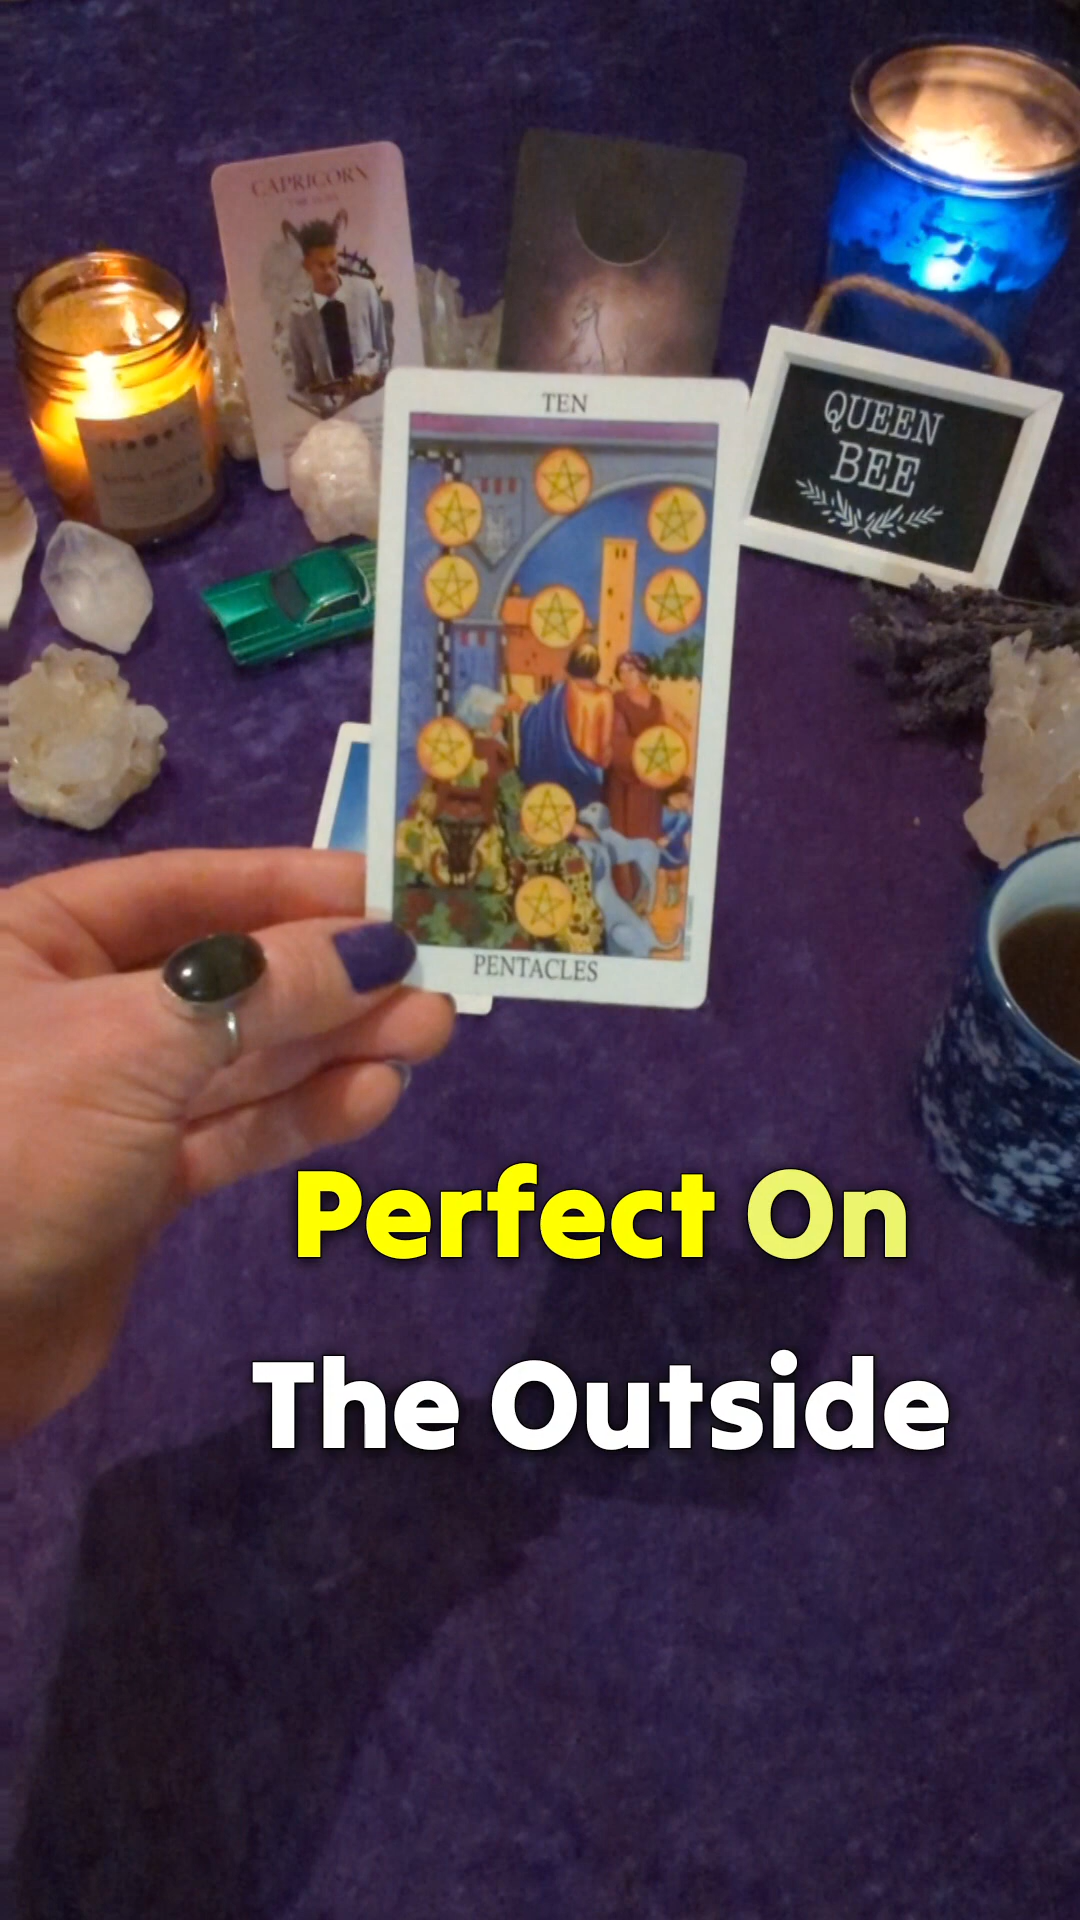 CAPRICORN
QUEEN
BEE
TEN
PENTACLES
Perfect On
The Outside